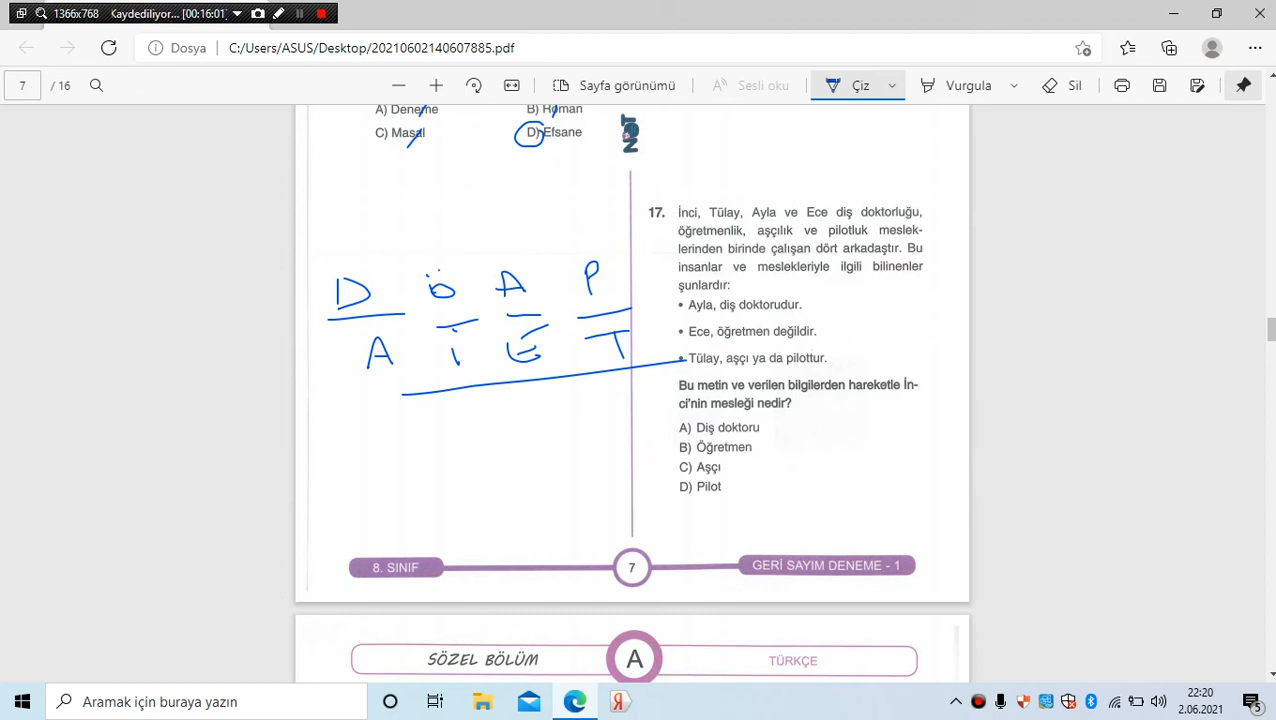 1366x768 Kaydediliyor... [00:16:01]
Dosya C:/Users/ASUS/Desktop/20210602140607885.pdf
7 / 16 Sayfa görünümü Sesli oku Çiz Vurgula Sil
A) Deneme B) Roman
C) Masal D) Efsane
17. İnci, Tülay, Ayla ve Ece diş doktorluğu,
öğretmenlik, aşçılık ve pilotluk meslek-
lerinden birinde çalışan dört arkadaştır. Bu
insanlar ve meslekleriyle ilgili bilinenler
şunlardır:
• Ayla, diş doktorudur.
• Ece, öğretmen değildir.
• Tülay, aşçı ya da pilottur.
Bu metin ve verilen bilgilerden hareketle İn-
ci'nin mesleği nedir?
A) Diş doktoru
B) Öğretmen
C) Aşçı
D) Pilot
D Ö A P
A İ E T
8. SINIF 7 GERİ SAYIM DENEME - 1
SÖZEL BÖLÜM A TÜRKÇE
Aramak için buraya yazın
22:20
2.06.2021
5